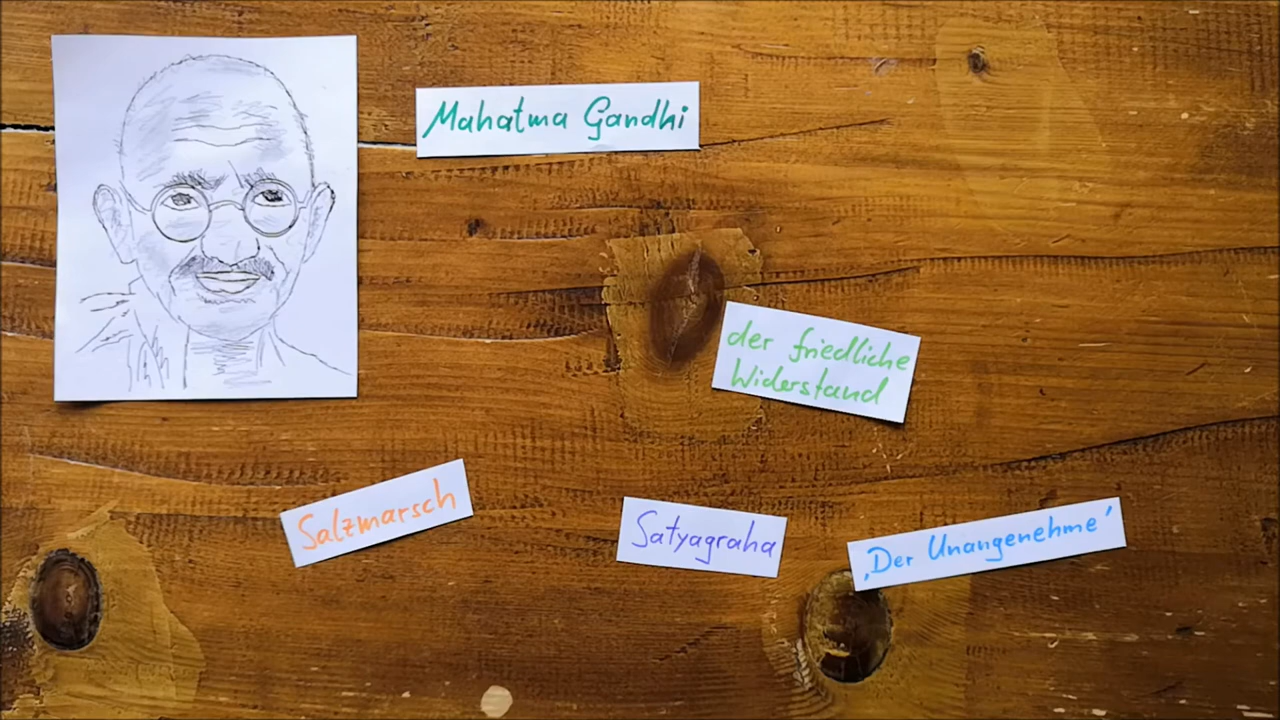 Mahatma Gandhi
der friedliche
Widerstand
Salzmarsch
Satyagraha
‚Der Unangenehme‘